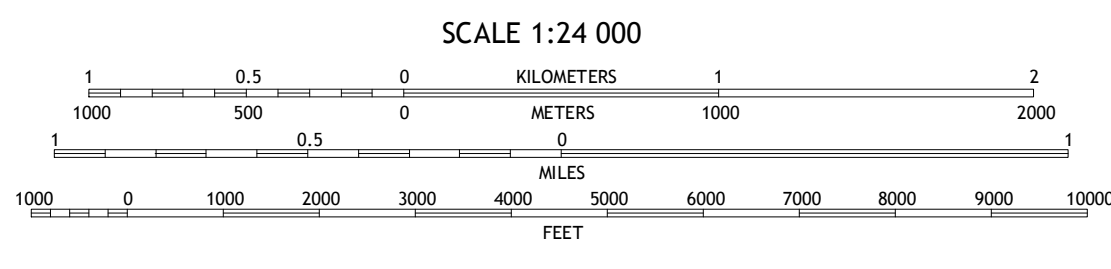 SCALE 1:24 000
1 0.5 0 KILOMETERS 1 2
1000 500 0 METERS 1000 2000
1 0.5 0 1
MILES
1000 0 1000 2000 3000 4000 5000 6000 7000 8000 9000 10000
FEET